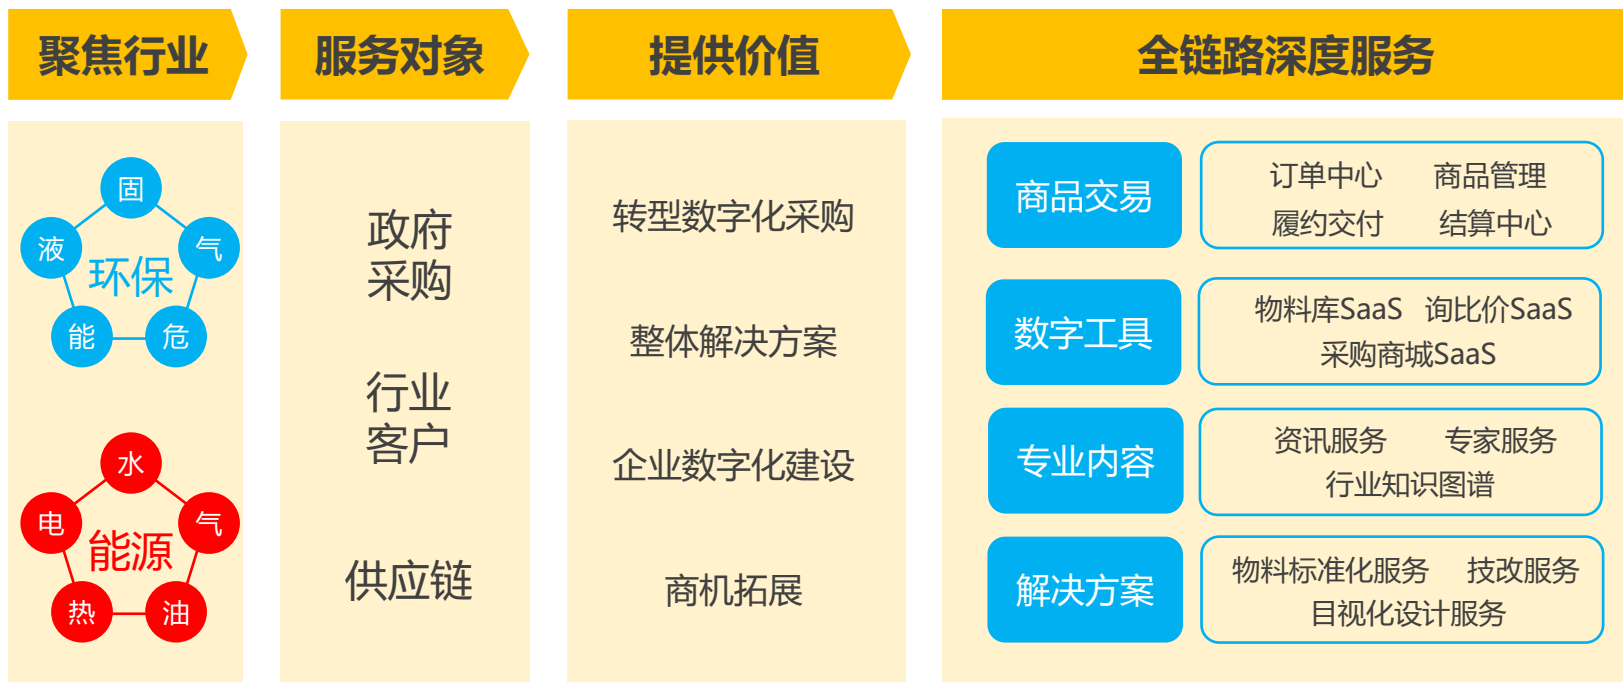 聚焦行业
服务对象
提供价值
全链路深度服务
固
液
气
环保
能
危
水
电
气
能源
热
油
政府
采购
行业
客户
供应链
转型数字化采购
整体解决方案
企业数字化建设
商机拓展
商品交易
订单中心 商品管理
履约交付 结算中心
数字工具
物料库SaaS 询比价SaaS
采购商城SaaS
专业内容
资讯服务 专家服务
行业知识图谱
解决方案
物料标准化服务 技改服务
目视化设计服务